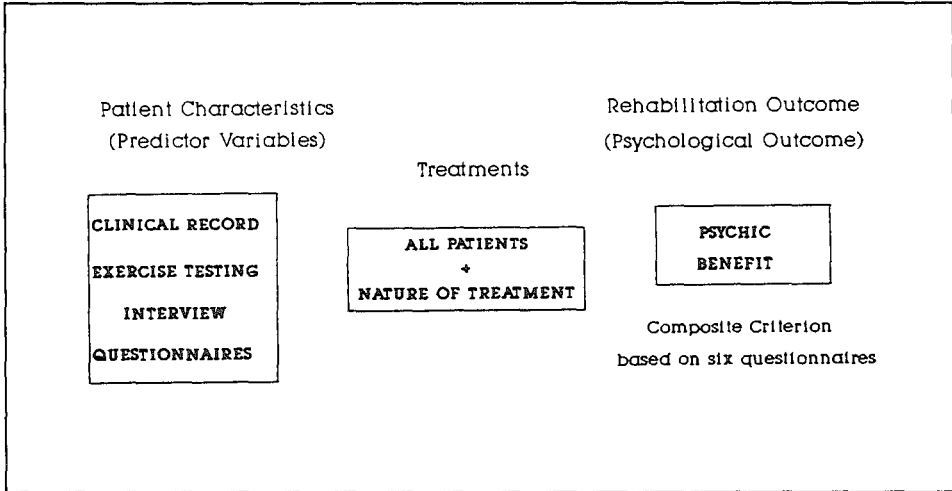 Patient Characteristics
(Predictor Variables)
CLINICAL RECORD
EXERCISE TESTING
INTERVIEW
QUESTIONNAIRES
Treatments
ALL PATIENTS
+
NATURE OF TREATMENT
Rehabilitation Outcome
(Psychological Outcome)
PSYCHIC
BENEFIT
Composite Criterion
based on six questionnaires